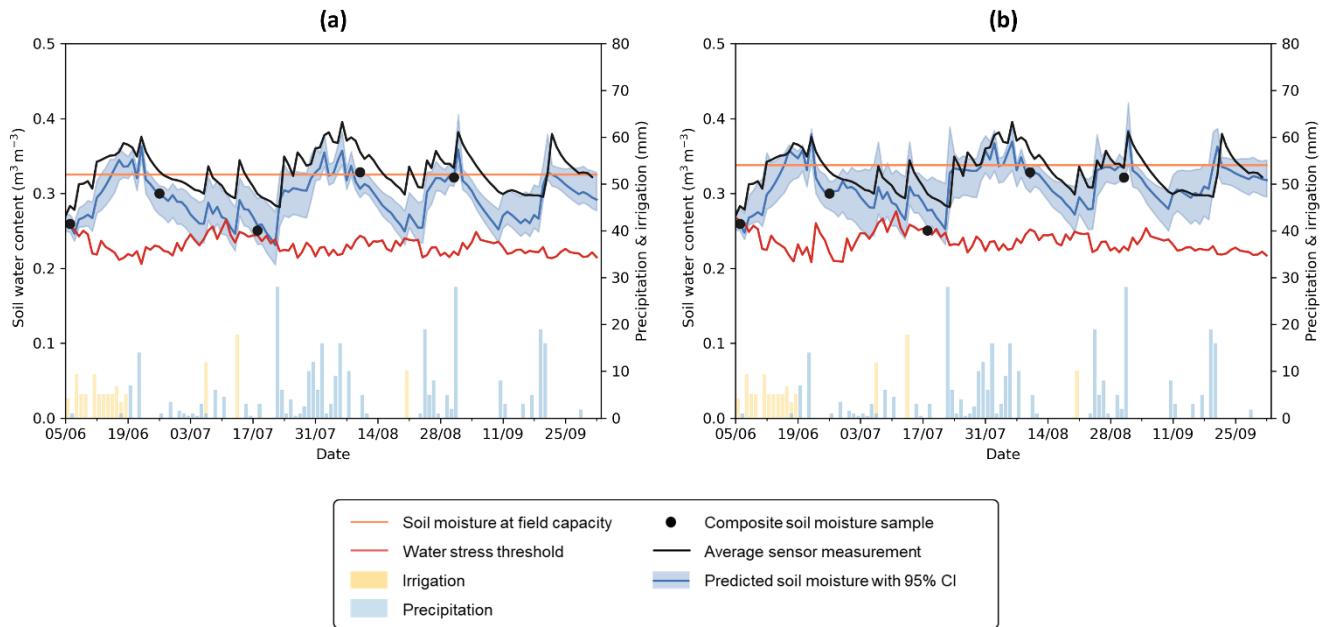 (a)
(b)
0.5
0.4
0.3
0.2
0.1
0.0
Soil water content (m³ m⁻³)
80
70
60
50
40
30
20
10
0
Precipitation & irrigation (mm)
05/06 19/06 03/07 17/07 31/07 14/08 28/08 11/09 25/09
Date
0.5
0.4
0.3
0.2
0.1
0.0
Soil water content (m³ m⁻³)
80
70
60
50
40
30
20
10
0
Precipitation & irrigation (mm)
05/06 19/06 03/07 17/07 31/07 14/08 28/08 11/09 25/09
Date
Soil moisture at field capacity
Water stress threshold
Irrigation
Precipitation
Composite soil moisture sample
Average sensor measurement
Predicted soil moisture with 95% CI